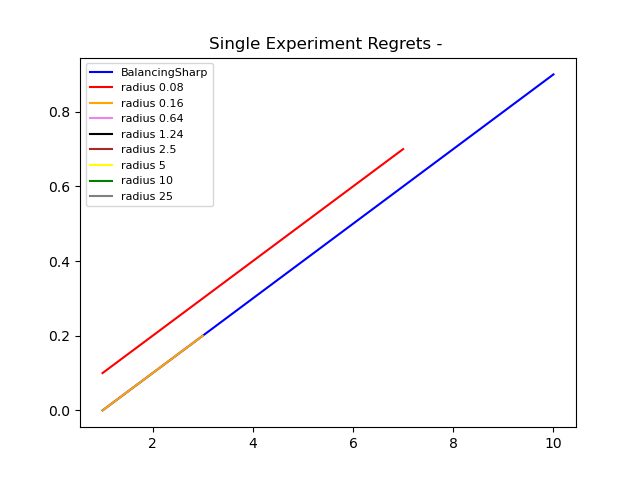 Single Experiment Regrets -
BalancingSharp
radius 0.08
radius 0.16
radius 0.64
radius 1.24
radius 2.5
radius 5
radius 10
radius 25
0.8
0.6
0.4
0.2
0.0
2 4 6 8 10